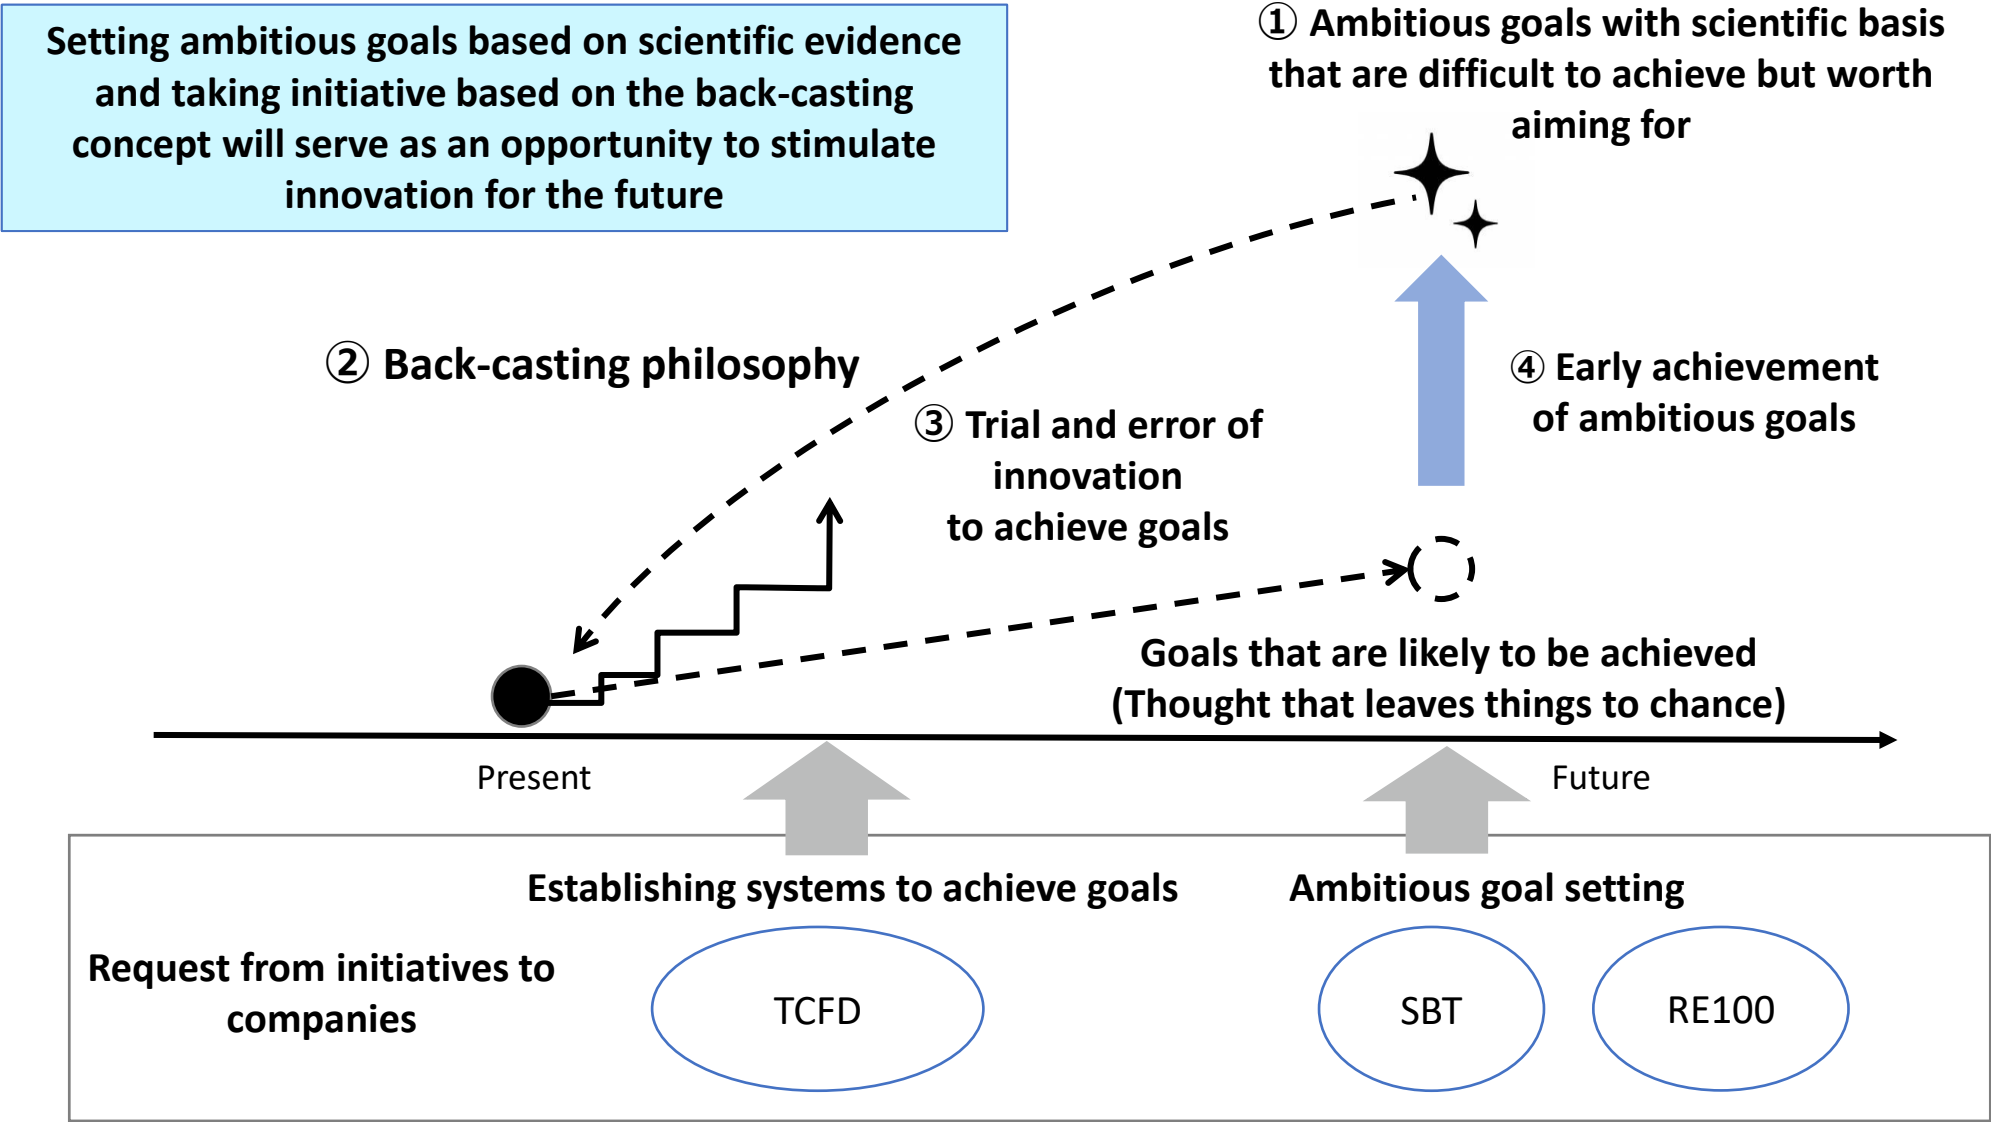 Setting ambitious goals based on scientific evidence
and taking initiative based on the back-casting
concept will serve as an opportunity to stimulate
innovation for the future
① Ambitious goals with scientific basis
that are difficult to achieve but worth
aiming for
② Back-casting philosophy
③ Trial and error of
innovation
to achieve goals
④ Early achievement
of ambitious goals
Goals that are likely to be achieved
(Thought that leaves things to chance)
Present
Future
Establishing systems to achieve goals
Ambitious goal setting
Request from initiatives to
companies
TCFD
SBT
RE100